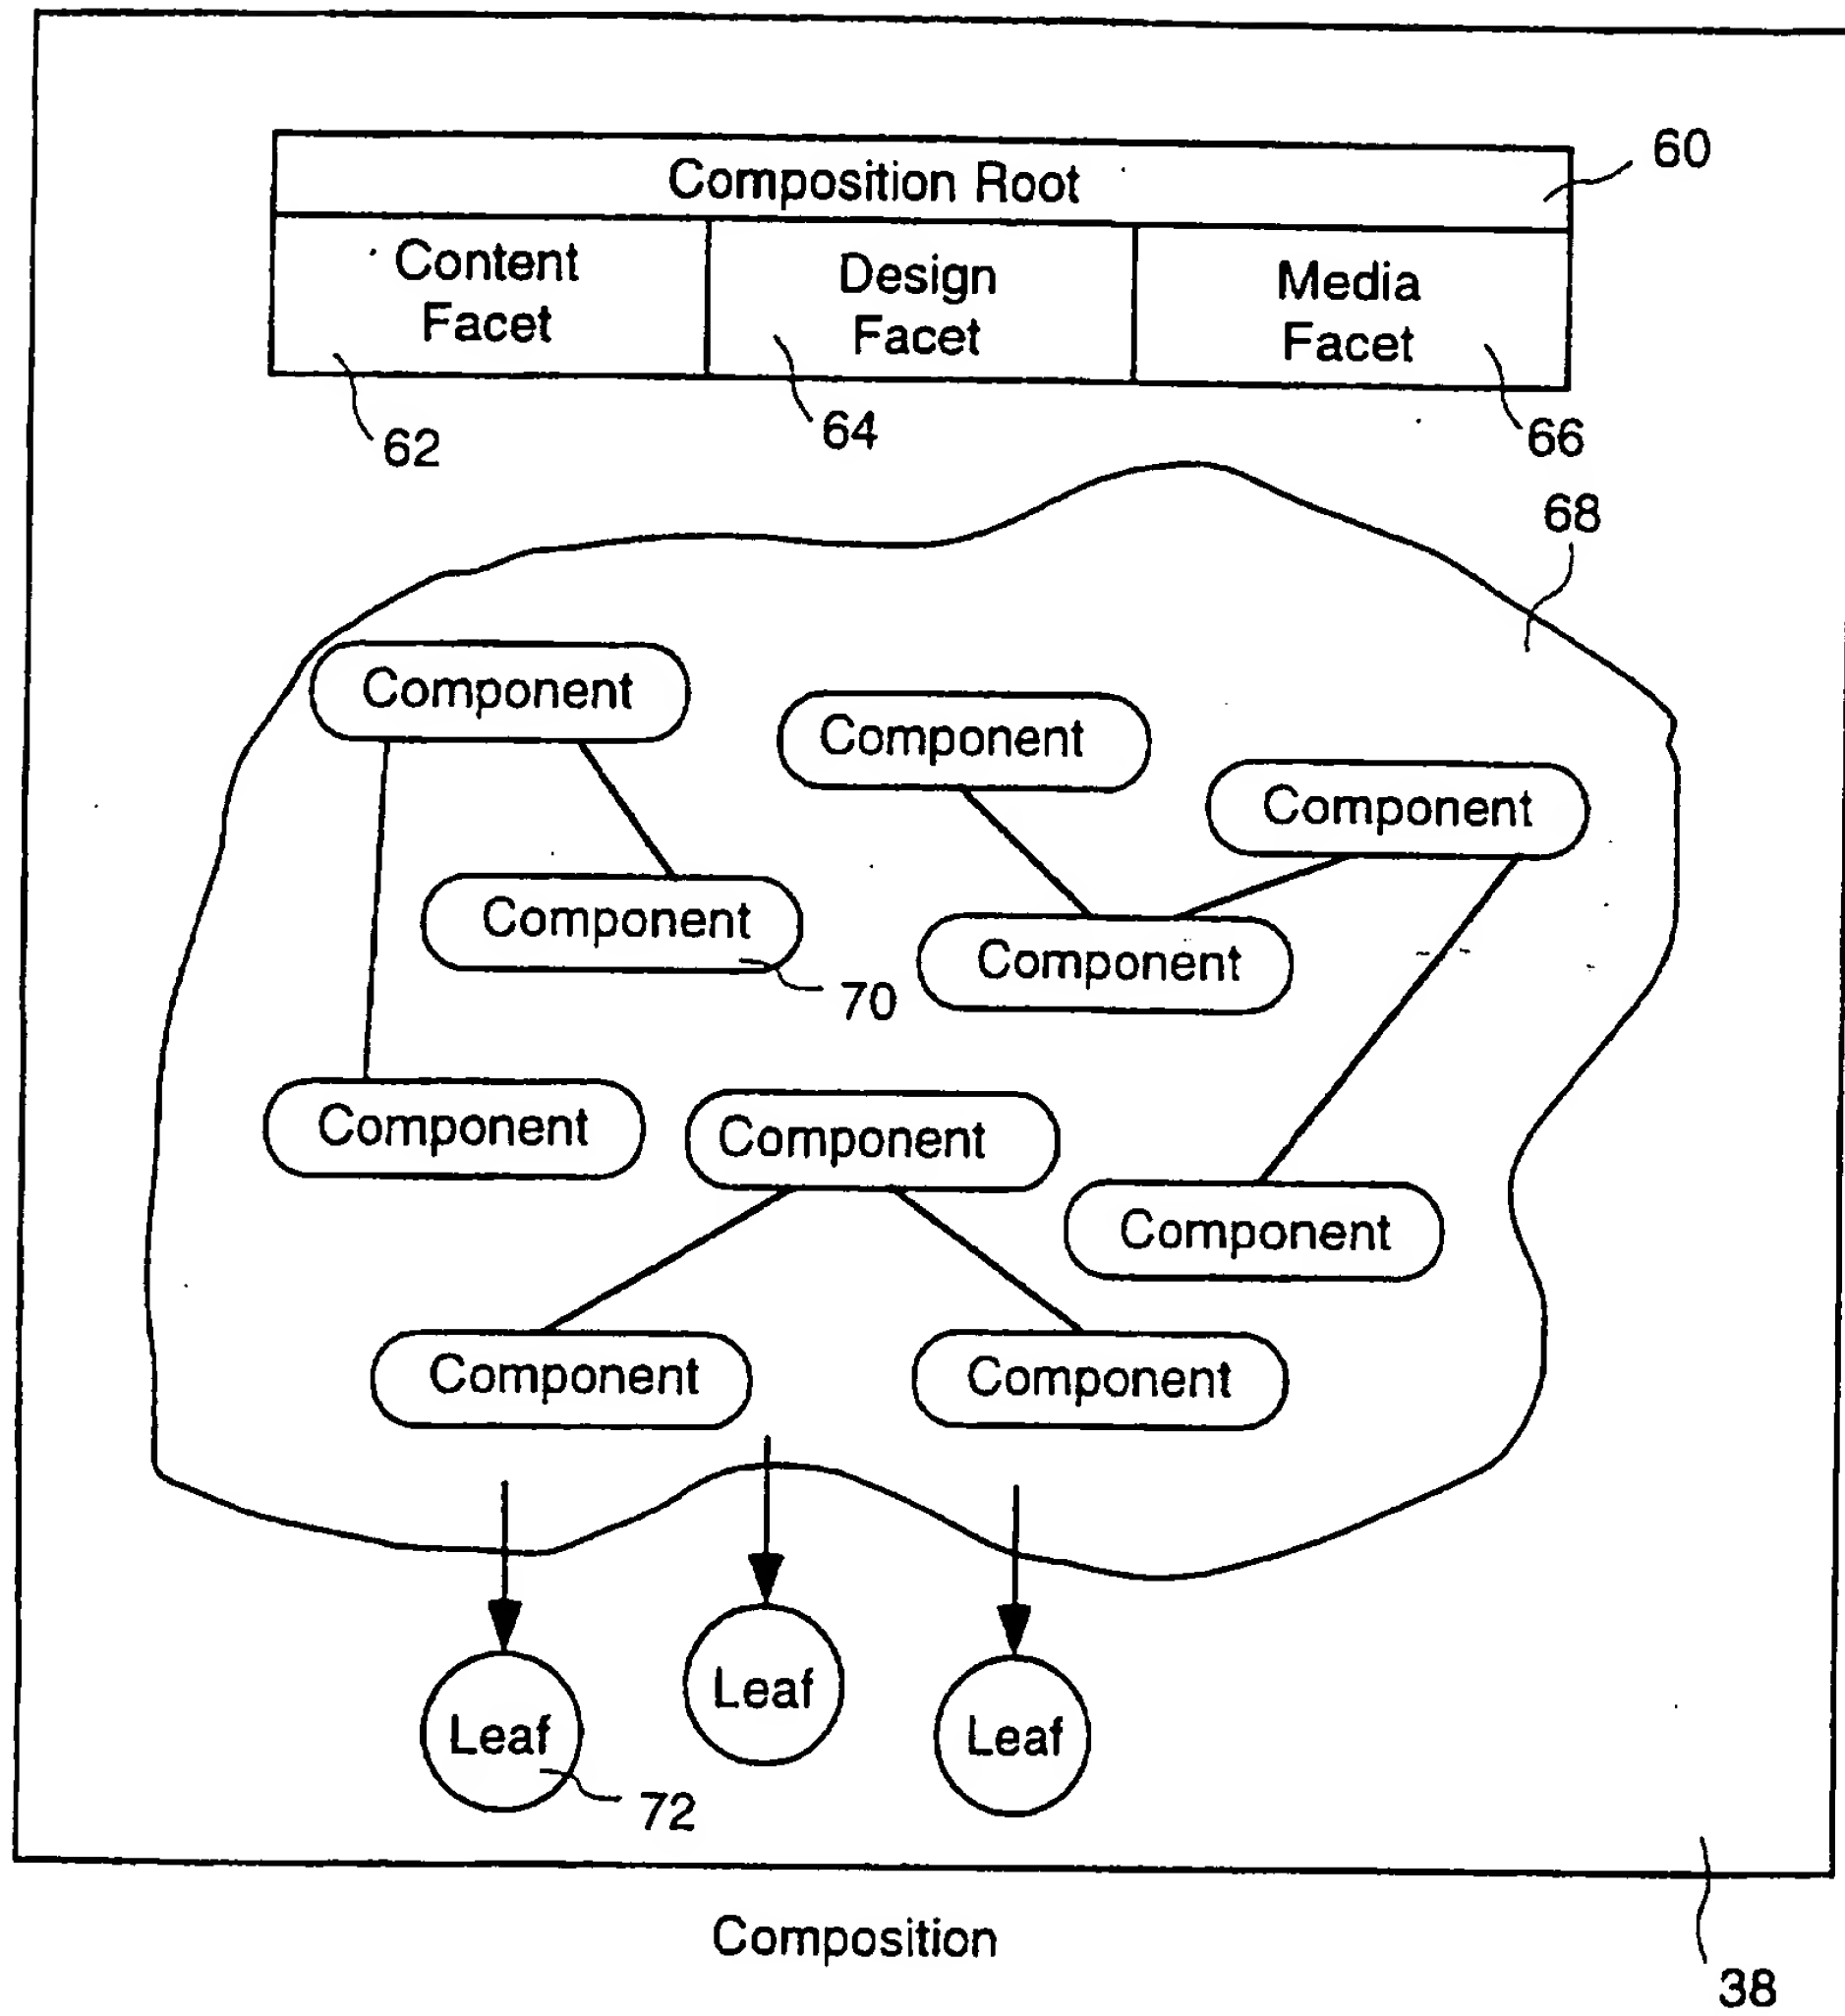 Composition Root
60
Content
Facet
Design
Facet
Media
Facet
62
64
66
68
Component
Component
Component
Component
Component
70
Component
Component
Component
Component
Component
Leaf
Leaf
Leaf
72
Composition
38